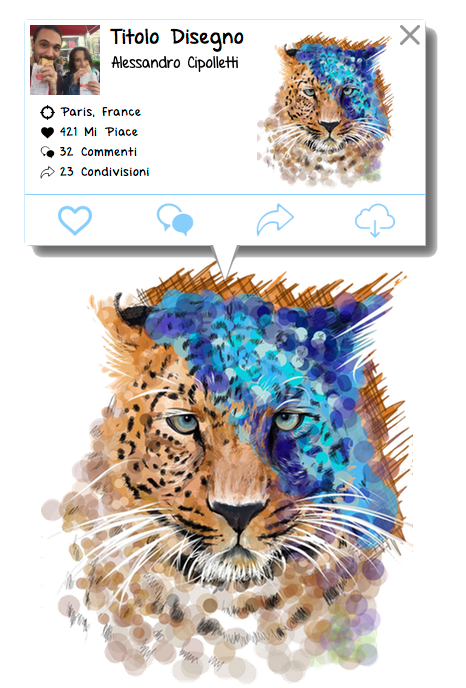 Titolo Disegno
Alessandro Cipolletti
Paris, France
421 Mi Piace
32 Commenti
23 Condivisioni